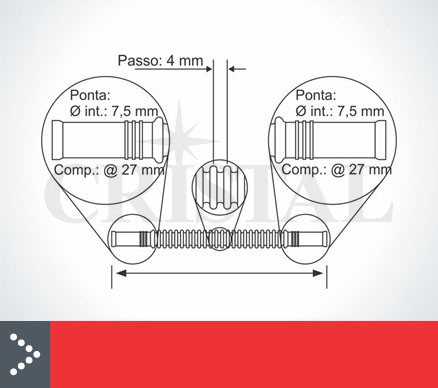 Passo: 4 mm
Ponta:
Ø int.: 7,5 mm
Comp.: @ 27 mm
Ponta:
Ø int.: 7,5 mm
Comp.: @ 27 mm
CRISTAL